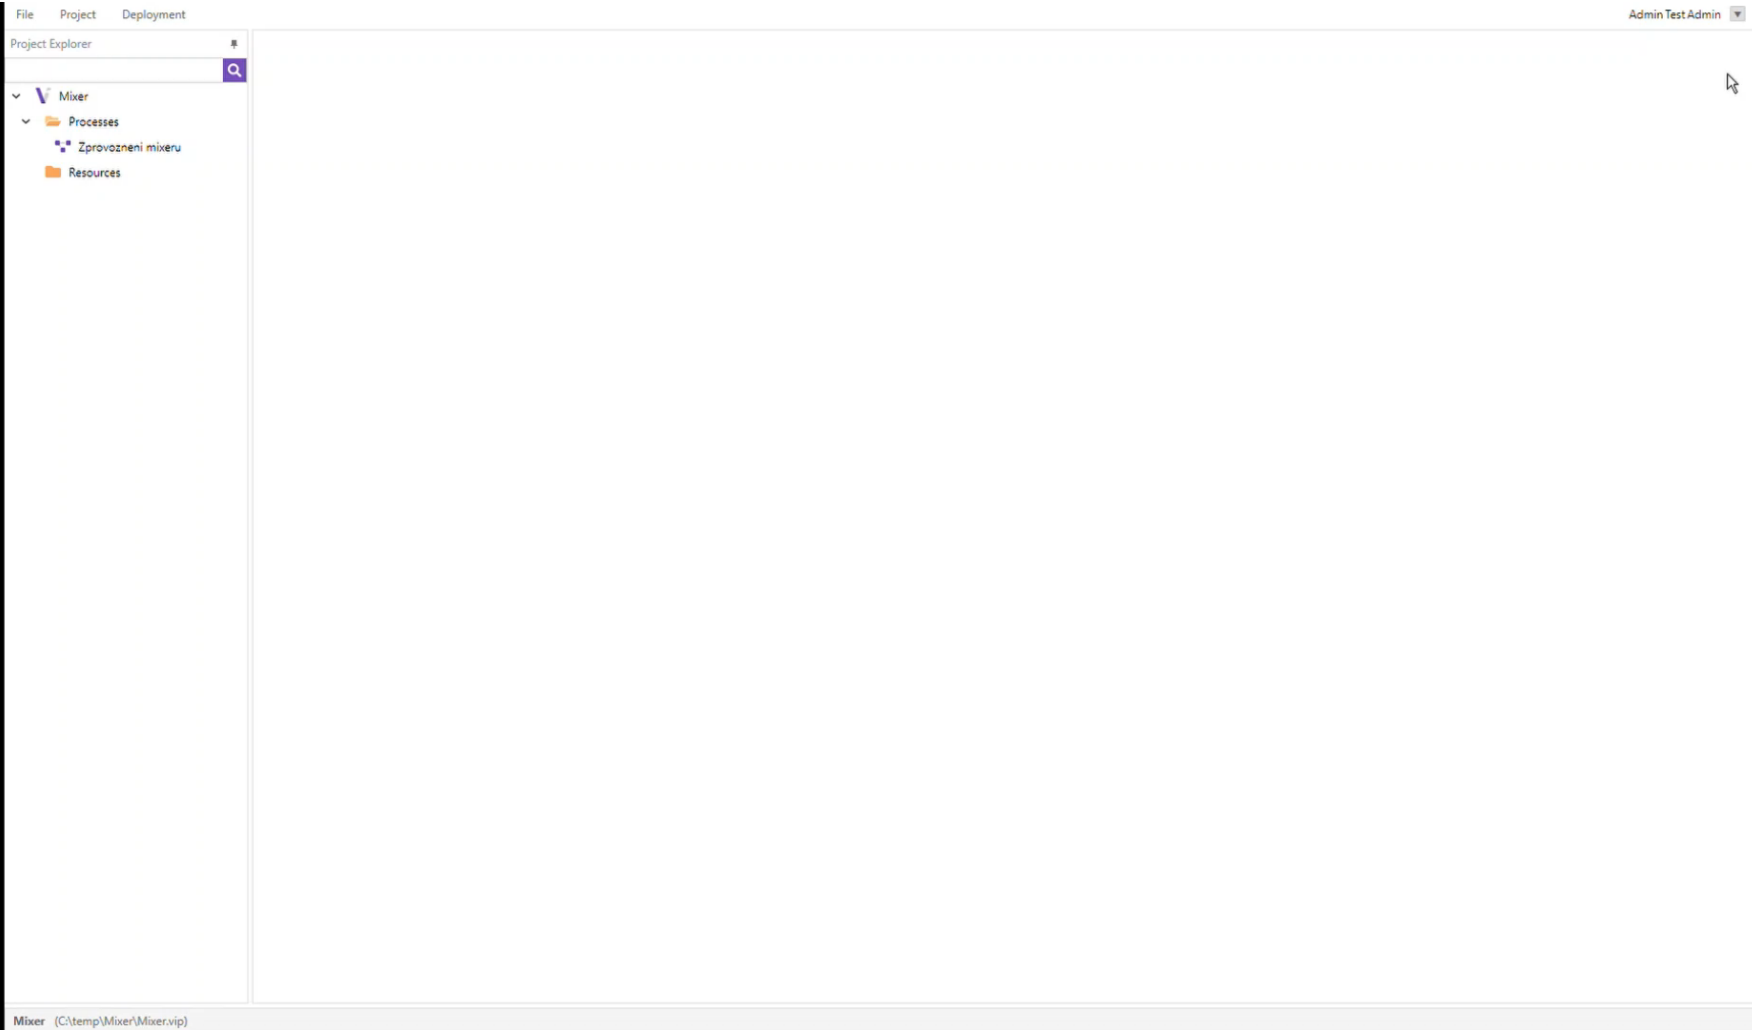 File Project Deployment Admin Test Admin
Project Explorer
Mixer
Processes
Zprovozneni mixeru
Resources
Mixer (C:\temp\Mixer\Mixer.vip)